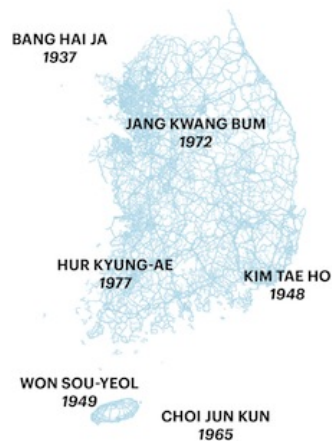 BANG HAI JA
1937
JANG KWANG BUM
1972
HUR KYUNG-AE
1977
KIM TAE HO
1948
WON SOU-YEOL
1949
CHOI JUN KUN
1965